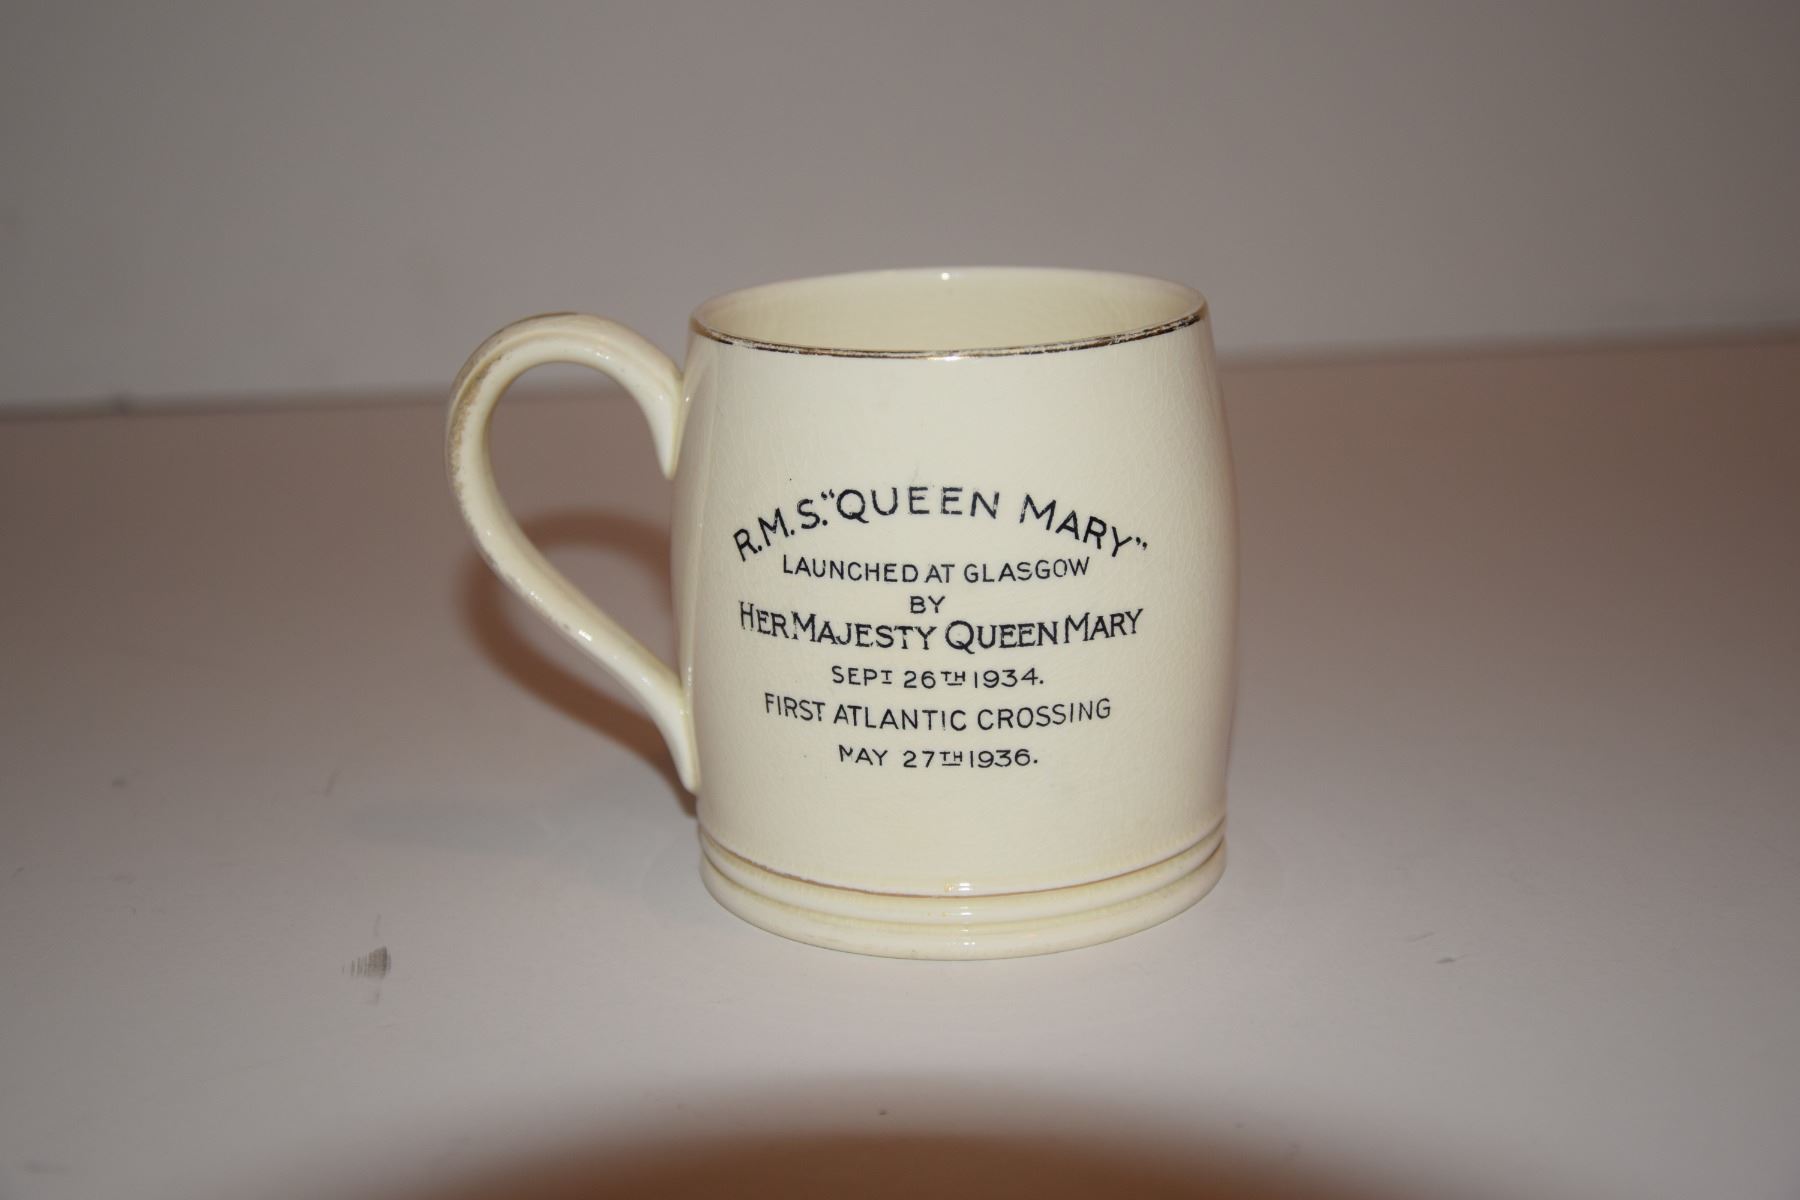 R.M.S. "QUEEN MARY"
LAUNCHED AT GLASGOW
BY
HER MAJESTY QUEEN MARY
SEPT 26TH 1934.
FIRST ATLANTIC CROSSING
MAY 27TH 1936.